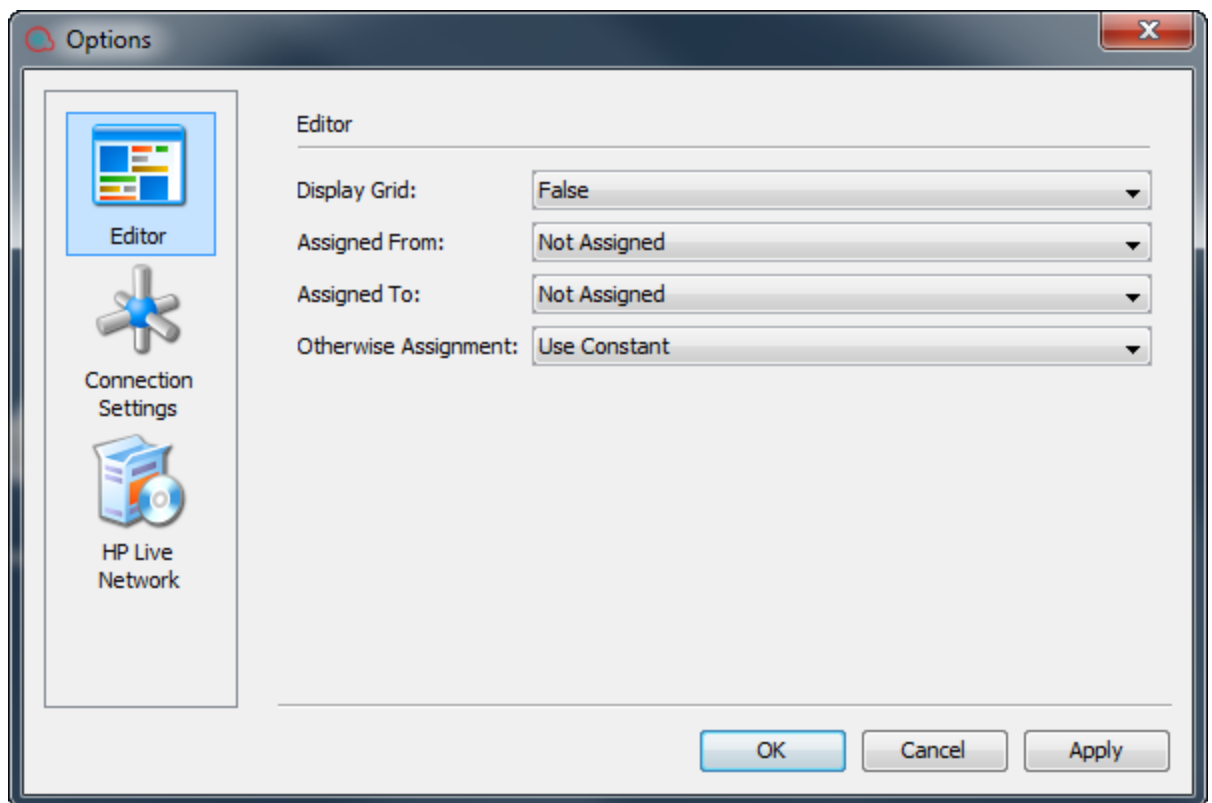 Options
X
Editor
Connection
Settings
HP Live
Network
Editor
Display Grid: False
Assigned From: Not Assigned
Assigned To: Not Assigned
Otherwise Assignment: Use Constant
OK Cancel Apply